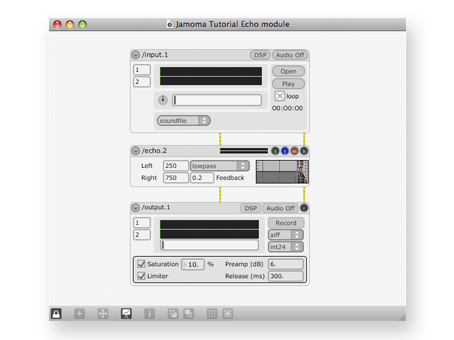 Jamoma Tutorial Echo module
/input.1 DSP Audio Off
1 Open
2 Play
loop
00:00:00
soundfile
/echo.2
Left 250 lowpass
Right 750 0.2 Feedback
/output.1 DSP Audio Off
1 Record
2 aiff
int24
Saturation 10. % Preamp (dB) 6.
Limiter Release (ms) 300.